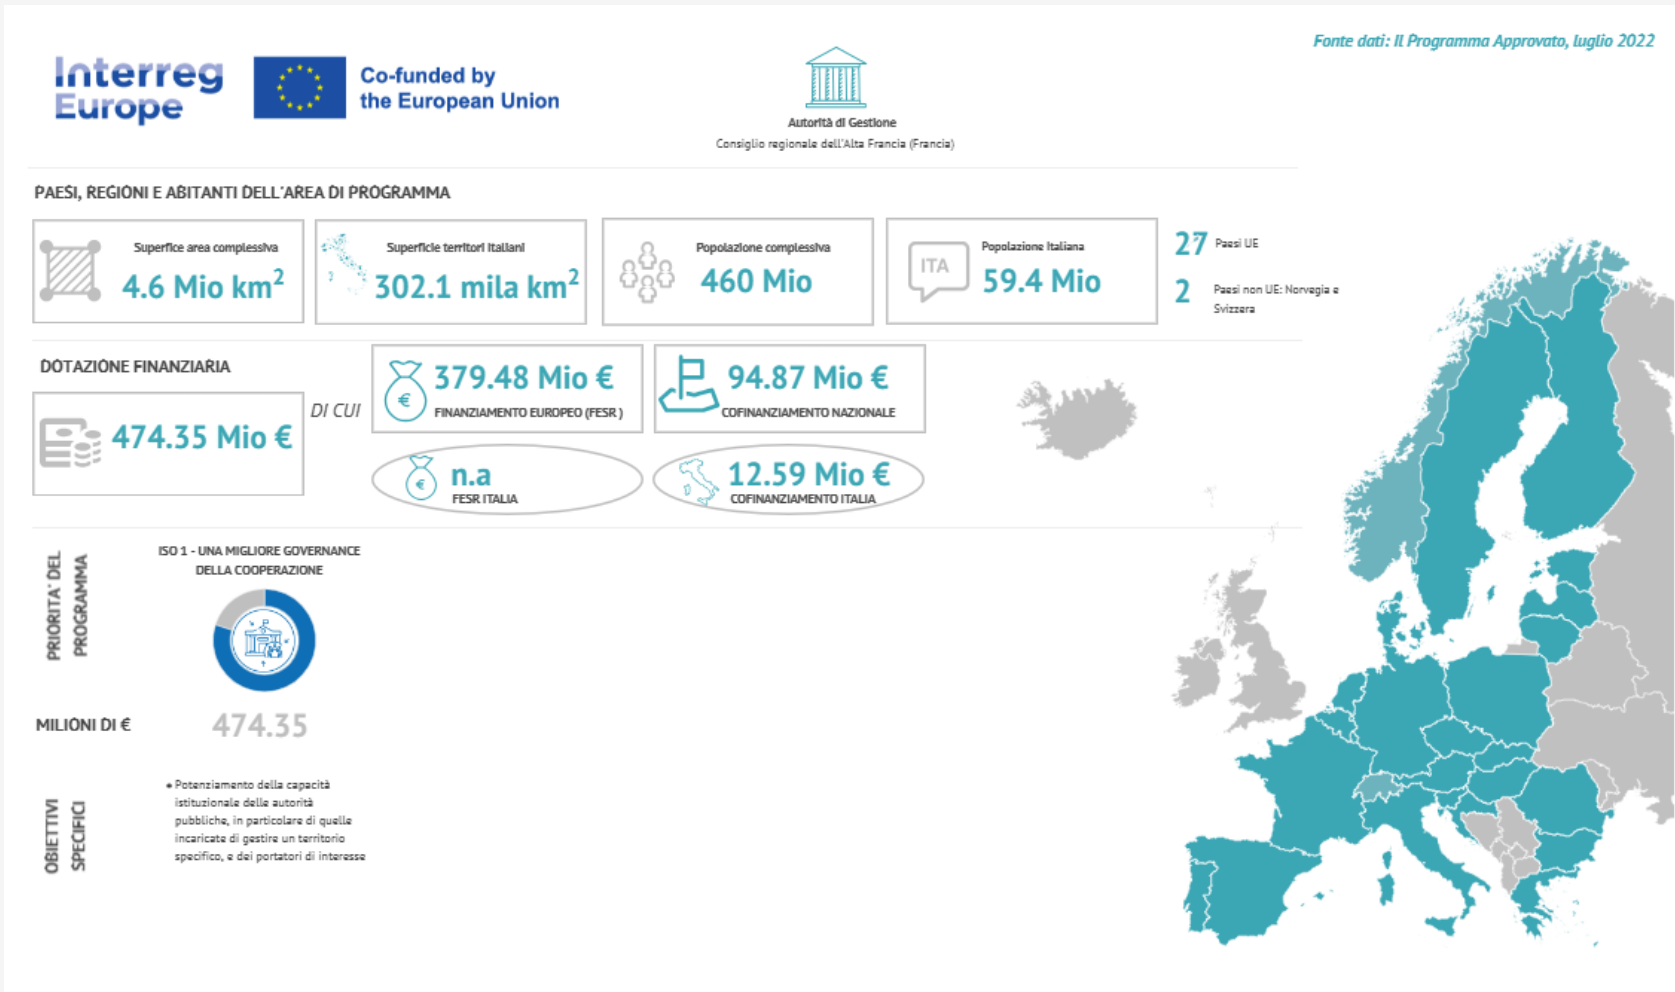 Fonte dati: Il Programma Approvato, luglio 2022
Interreg
Europe
Co-funded by
the European Union
Autorità di Gestione
Consiglio regionale dell'Alta Francia (Francia)
PAESI, REGIONI E ABITANTI DELL'AREA DI PROGRAMMA
Superfice area complessiva
4.6 Mio km²
Superficie territori italiani
302.1 mila km²
Popolazione complessiva
460 Mio
ITA
Popolazione Italiana
59.4 Mio
27 Paesi UE
2 Paesi non UE: Norvegia e
Svizzera
DOTAZIONE FINANZIARIA
474.35 Mio €
DI CUI
379.48 Mio €
FINANZIAMENTO EUROPEO (FESR)
94.87 Mio €
COFINANZIAMENTO NAZIONALE
n.a
FESR ITALIA
12.59 Mio €
COFINANZIAMENTO ITALIA
PRIORITA' DEL
PROGRAMMA
ISO 1 - UNA MIGLIORE GOVERNANCE
DELLA COOPERAZIONE
MILIONI DI €
474.35
OBIETTIVI
SPECIFICI
• Potenziamento della capacità
istituzionale delle autorità
pubbliche, in particolare di quelle
incaricate di gestire un territorio
specifico, e dei portatori di interesse